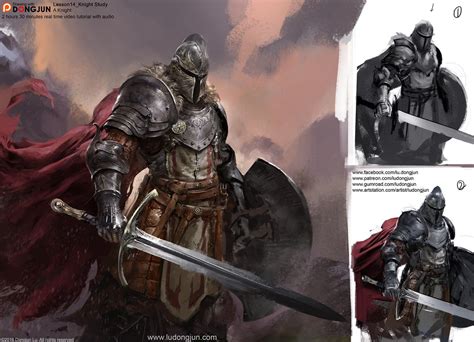 DONGJUN
Lesson14_Knight Study
A Knight
2 hours 30 minutes real time video tutorial with audio
①
www.facebook.com/lu.dongjun
www.patreon.com/ludongjun
www.gumroad.com/ludongjun
www.artstation.com/artist/ludongjun
②
©2016 Dongjun Lu. All rights reserved
www.ludongjun.com